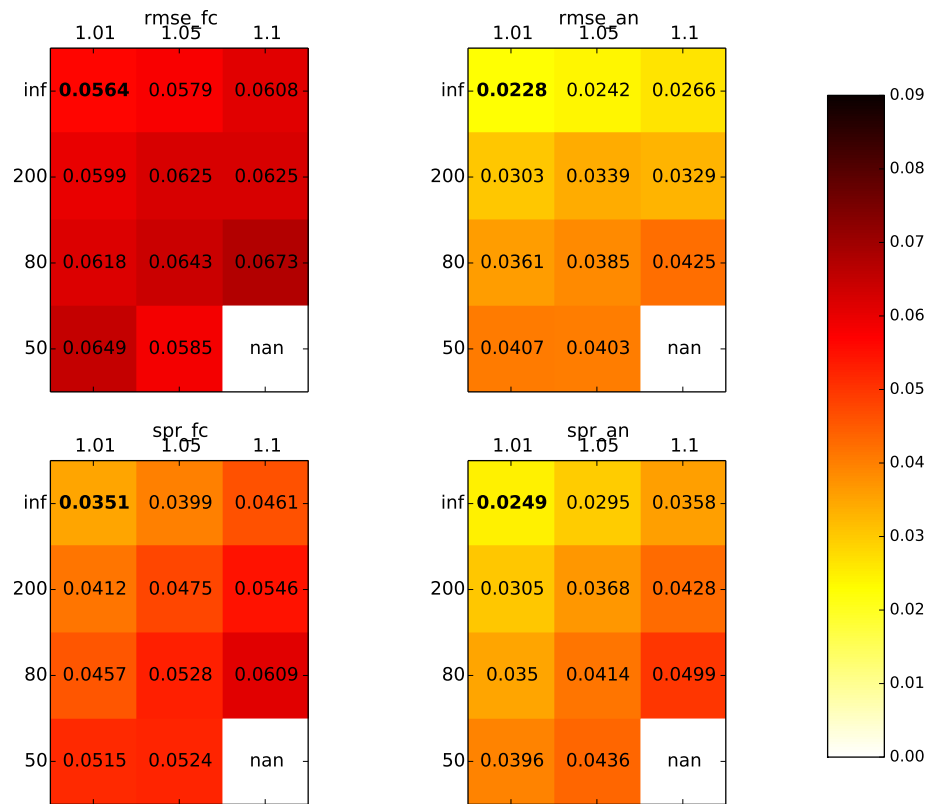 rmse_fc
1.01 1.05 1.1
inf 0.0564 0.0579 0.0608
200 0.0599 0.0625 0.0625
80 0.0618 0.0643 0.0673
50 0.0649 0.0585 nan
rmse_an
1.01 1.05 1.1
inf 0.0228 0.0242 0.0266
200 0.0303 0.0339 0.0329
80 0.0361 0.0385 0.0425
50 0.0407 0.0403 nan
spr_fc
1.01 1.05 1.1
inf 0.0351 0.0399 0.0461
200 0.0412 0.0475 0.0546
80 0.0457 0.0528 0.0609
50 0.0515 0.0524 nan
spr_an
1.01 1.05 1.1
inf 0.0249 0.0295 0.0358
200 0.0305 0.0368 0.0428
80 0.035 0.0414 0.0499
50 0.0396 0.0436 nan
0.09
0.08
0.07
0.06
0.05
0.04
0.03
0.02
0.01
0.00